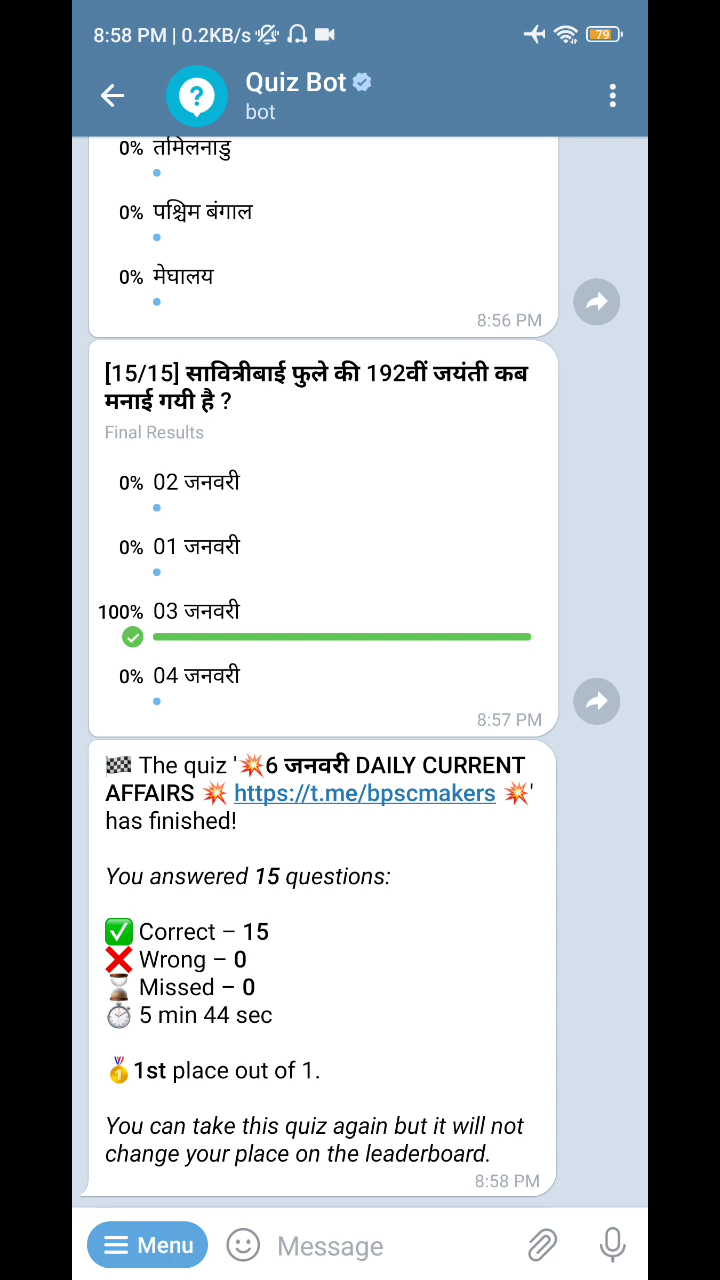 8:58 PM | 0.2KB/s
79
Quiz Bot
bot
0% तमिलनाडु
0% पश्चिम बंगाल
0% मेघालय
8:56 PM
[15/15] सावित्रीबाई फुले की 192वीं जयंती कब
मनाई गयी है ?
Final Results
0% 02 जनवरी
0% 01 जनवरी
100% 03 जनवरी
0% 04 जनवरी
8:57 PM
🏁 The quiz '💥6 जनवरी DAILY CURRENT
AFFAIRS 💥 https://t.me/bpscmakers 💥'
has finished!
You answered 15 questions:
✅ Correct – 15
❌ Wrong – 0
⌛ Missed – 0
⏱ 5 min 44 sec
🥇1st place out of 1.
You can take this quiz again but it will not
change your place on the leaderboard.
8:58 PM
Menu
Message